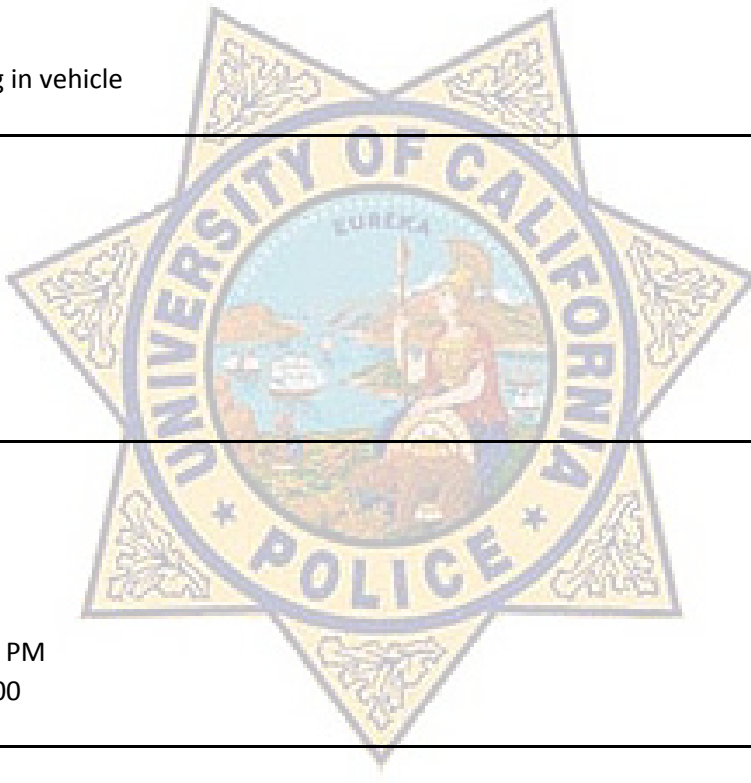 g in vehicle
UNIVERSITY OF CALIFORNIA
EUREKA
* POLICE *
PM
00